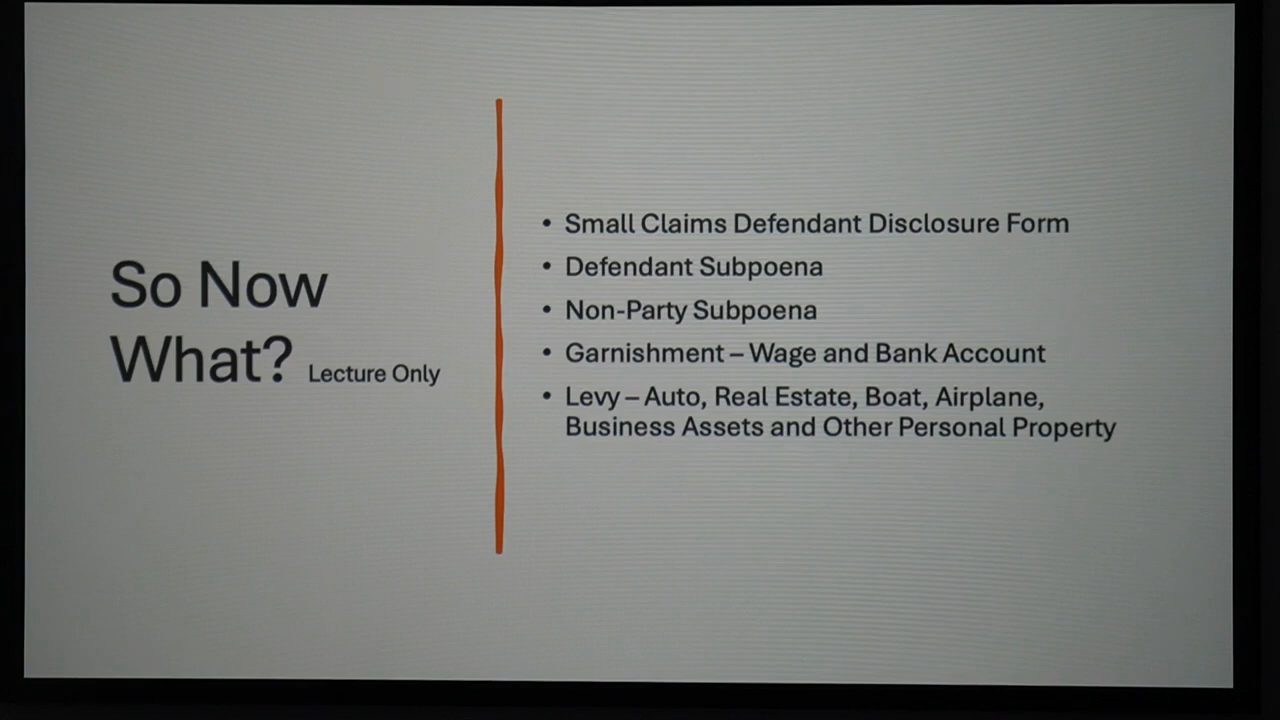 So Now
What? Lecture Only
• Small Claims Defendant Disclosure Form
• Defendant Subpoena
• Non-Party Subpoena
• Garnishment – Wage and Bank Account
• Levy – Auto, Real Estate, Boat, Airplane,
Business Assets and Other Personal Property